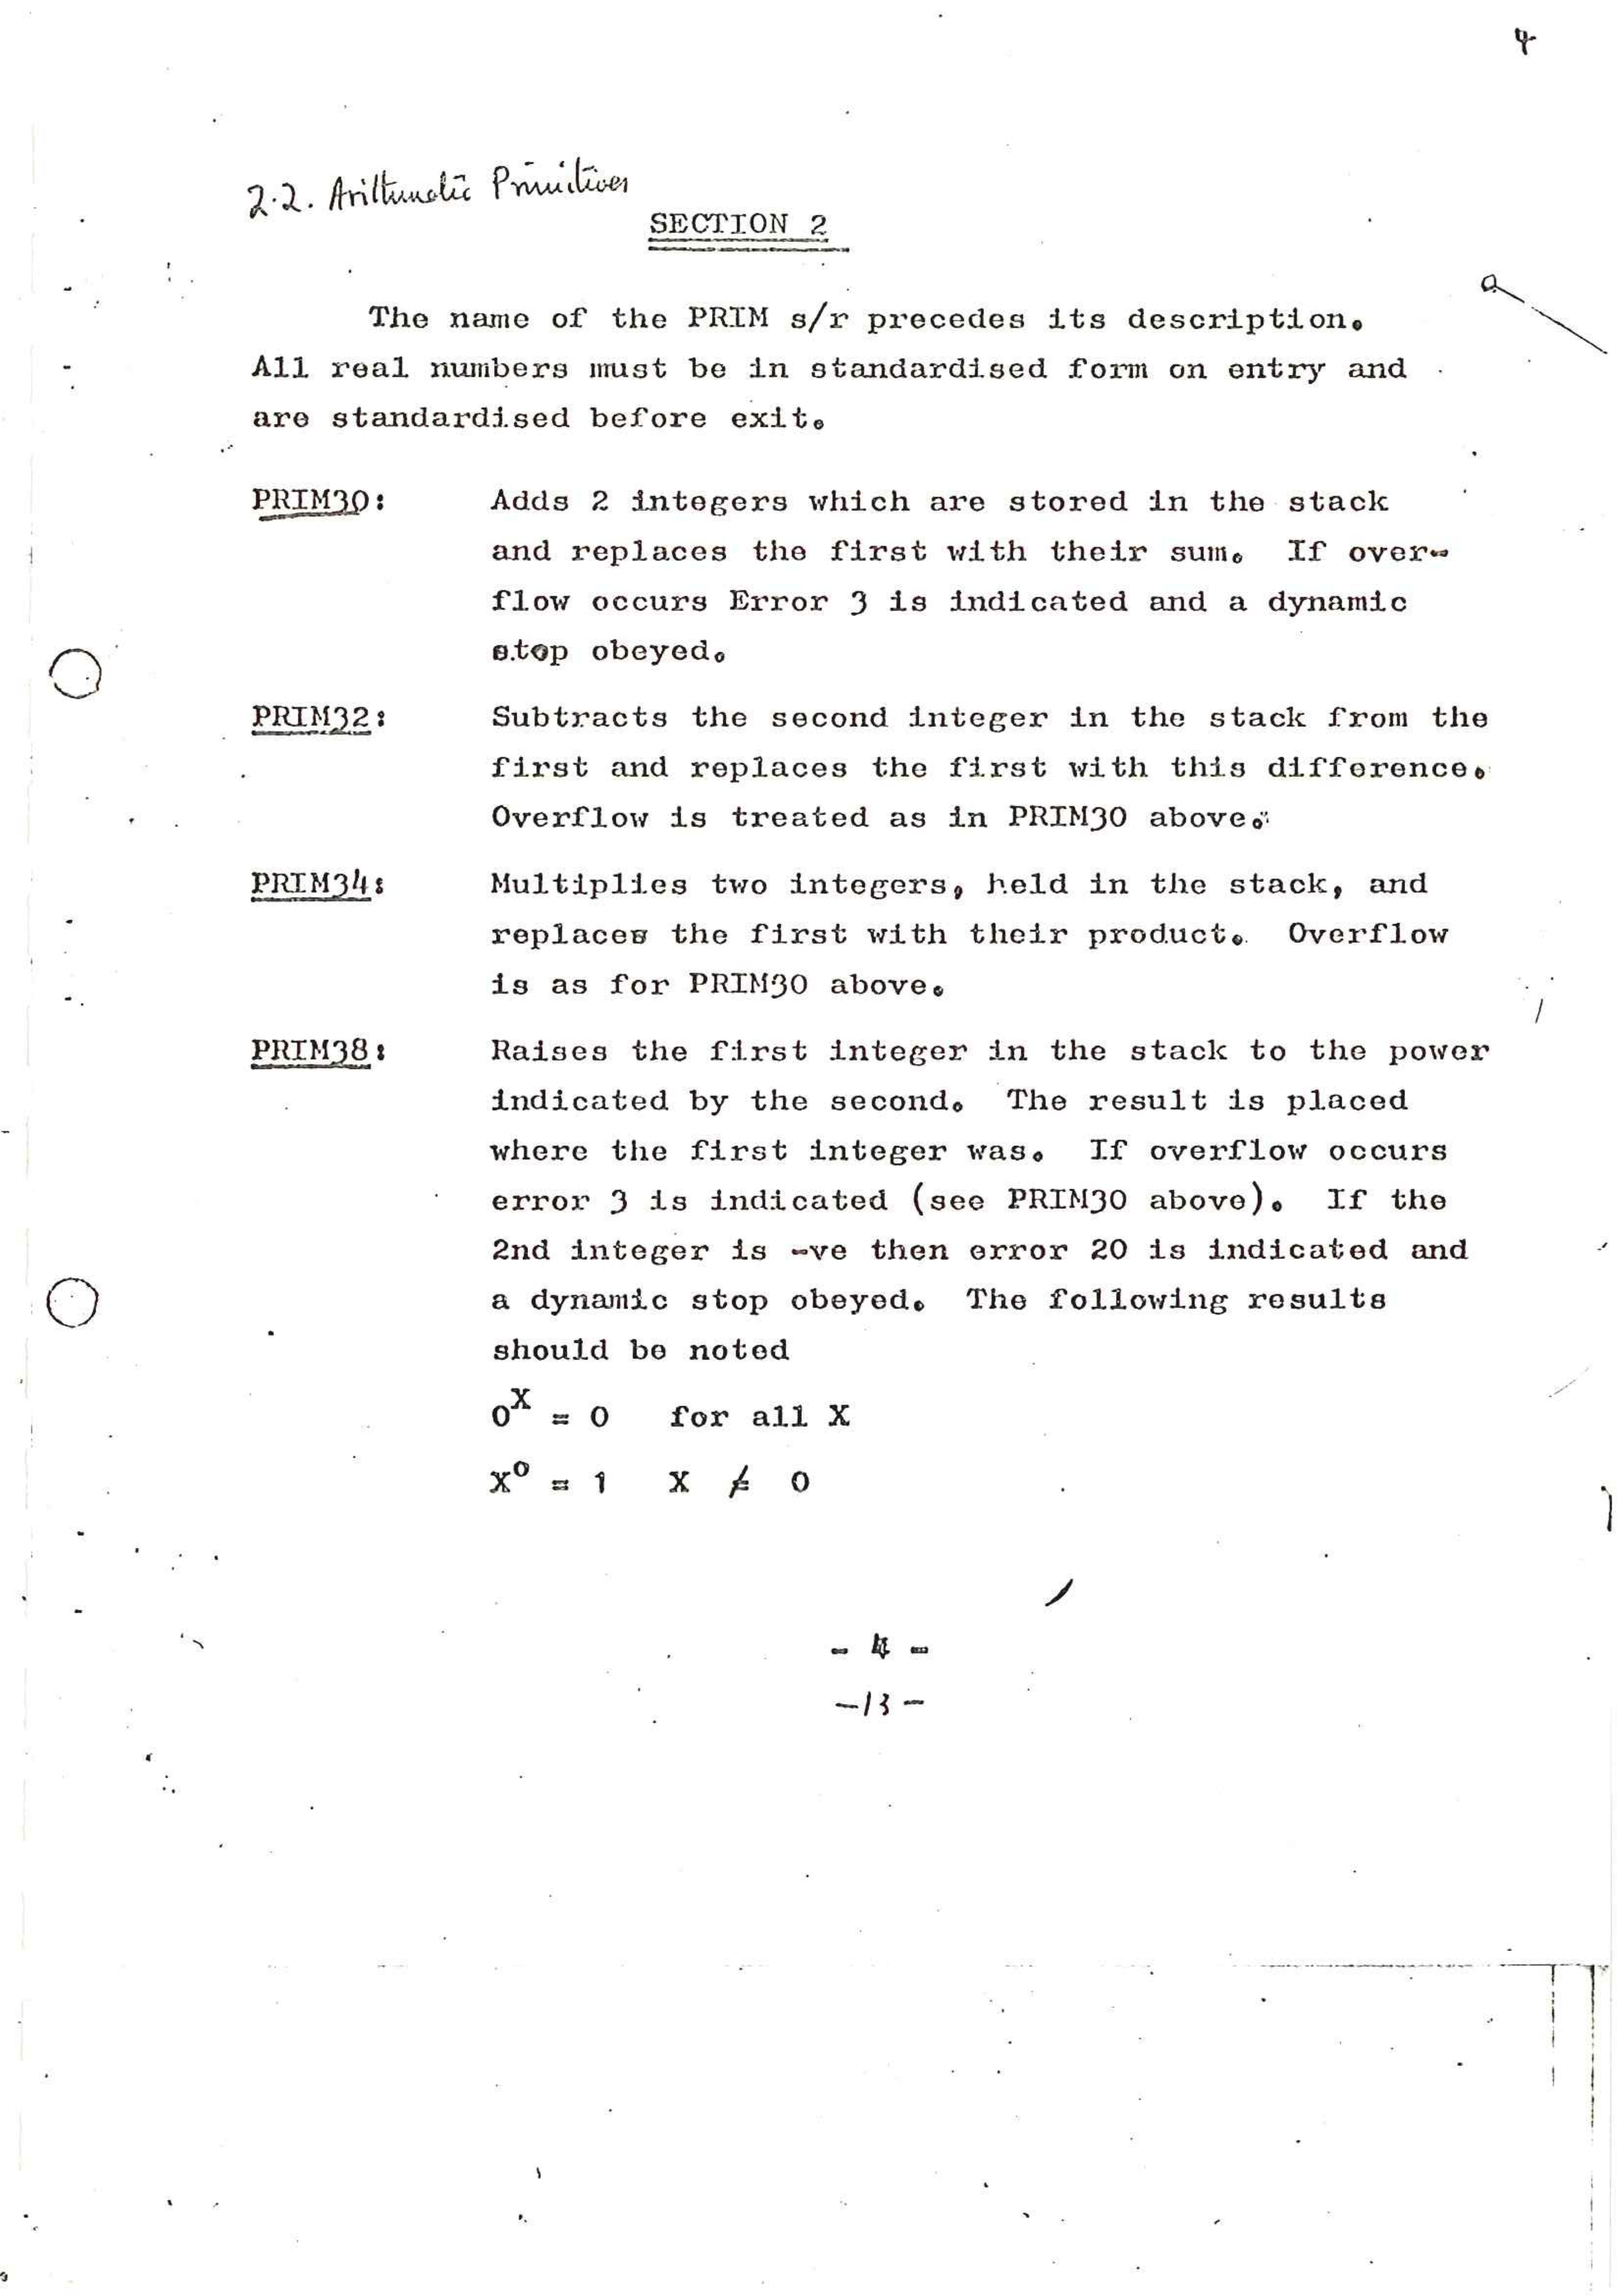 4
2.2. Arithmetic Primitives
SECTION 2
The name of the PRIM s/r precedes its description.
All real numbers must be in standardised form on entry and
are standardised before exit.
PRIM30: Adds 2 integers which are stored in the stack
and replaces the first with their sum. If over-
flow occurs Error 3 is indicated and a dynamic
stop obeyed.
PRIM32: Subtracts the second integer in the stack from the
first and replaces the first with this difference.
Overflow is treated as in PRIM30 above.
PRIM34: Multiplies two integers, held in the stack, and
replaces the first with their product. Overflow
is as for PRIM30 above.
PRIM38: Raises the first integer in the stack to the power
indicated by the second. The result is placed
where the first integer was. If overflow occurs
error 3 is indicated (see PRIM30 above). If the
2nd integer is -ve then error 20 is indicated and
a dynamic stop obeyed. The following results
should be noted
0^X = 0 for all X
X^0 = 1 X ≠ 0
- 4 -
-13-